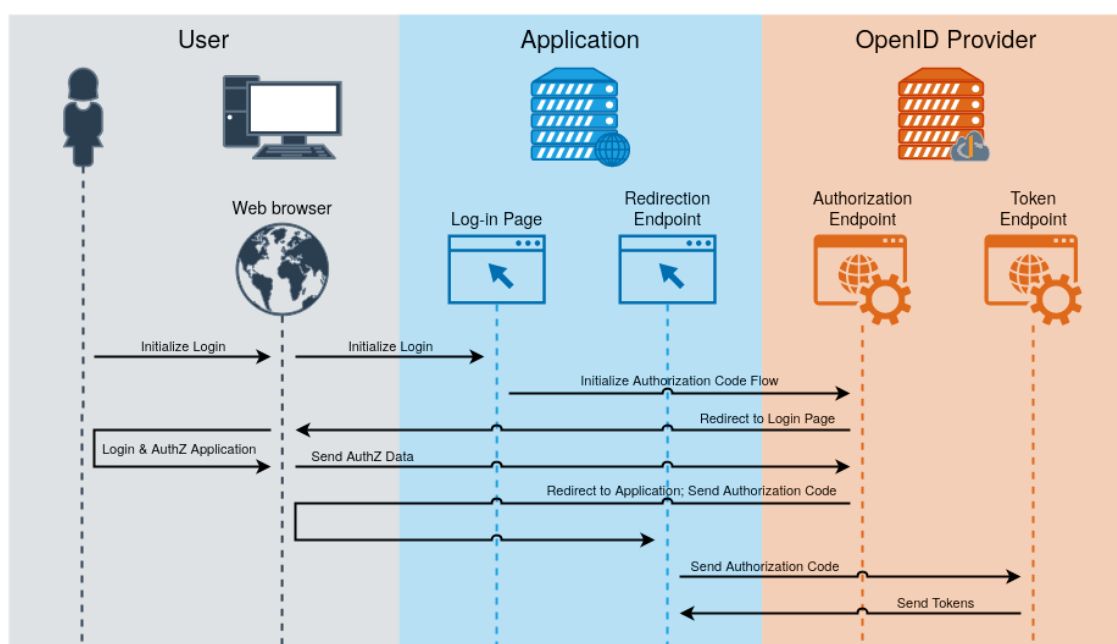 User
Application
OpenID Provider
Web browser
Log-in Page
Redirection
Endpoint
Authorization
Endpoint
Token
Endpoint
Initialize Login
Initialize Login
Initialize Authorization Code Flow
Redirect to Login Page
Login & AuthZ Application
Send AuthZ Data
Redirect to Application; Send Authorization Code
Send Authorization Code
Send Tokens